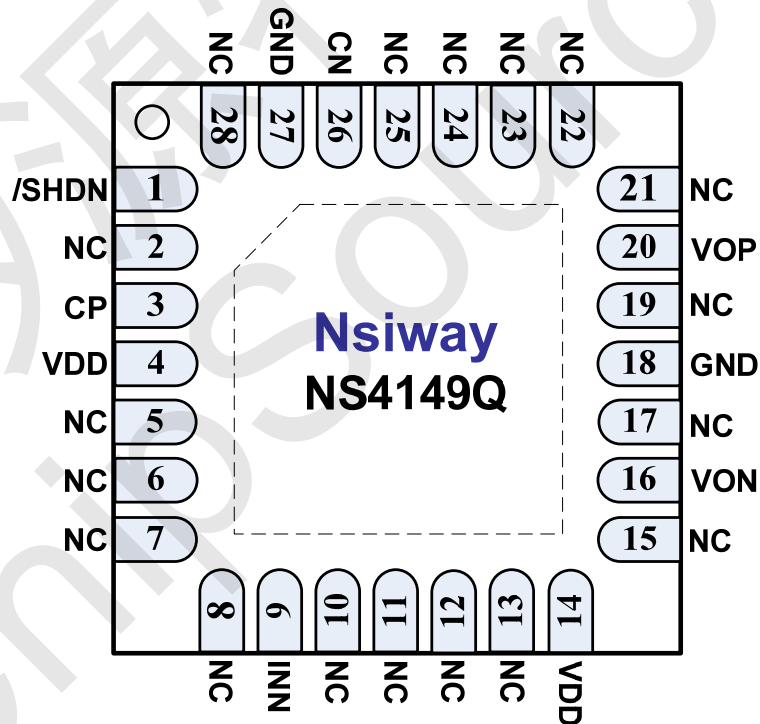 NC GND CN NC NC NC NC
28 27 26 25 24 23 22
/SHDN 1 21 NC
NC 2 20 VOP
CP 3 19 NC
VDD 4 18 GND
NC 5 17 NC
NC 6 16 VON
NC 7 15 NC
Nsiway
NS4149Q
8 9 10 11 12 13 14
NC INN NC NC NC NC VDD